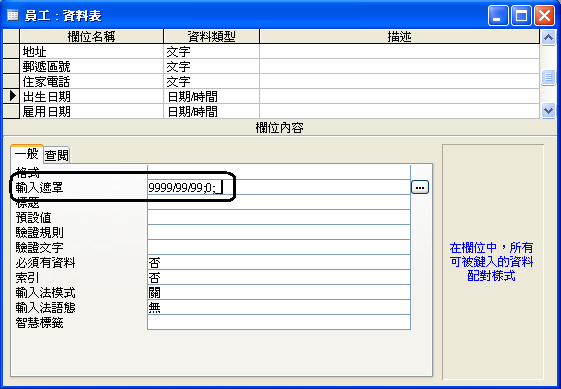 員工：資料表
欄位名稱 資料類型 描述
地址 文字
郵遞區號 文字
住家電話 文字
出生日期 日期/時間
雇用日期 日期/時間
欄位內容
一般 查閱
格式
輸入遮罩 9999/99/99;0;_
標題
預設值
驗證規則
驗證文字
必須有資料 否
索引 否
輸入法模式 關
輸入法語態 無
智慧標籤
...
在欄位中，所有
可被鍵入的資料
配對樣式